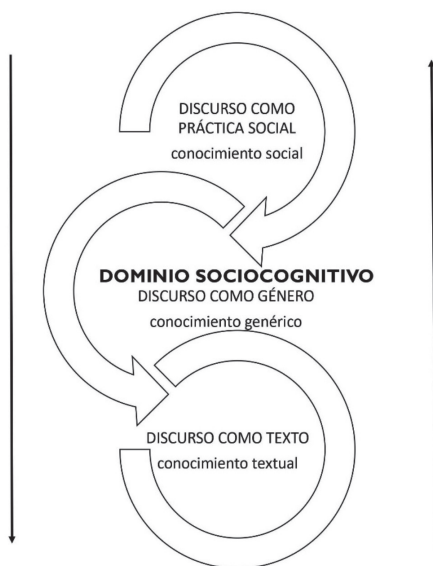 DISCURSO COMO
PRÁCTICA SOCIAL
conocimiento social
DOMINIO SOCIOCOGNITIVO
DISCURSO COMO GÉNERO
conocimiento genérico
DISCURSO COMO TEXTO
conocimiento textual